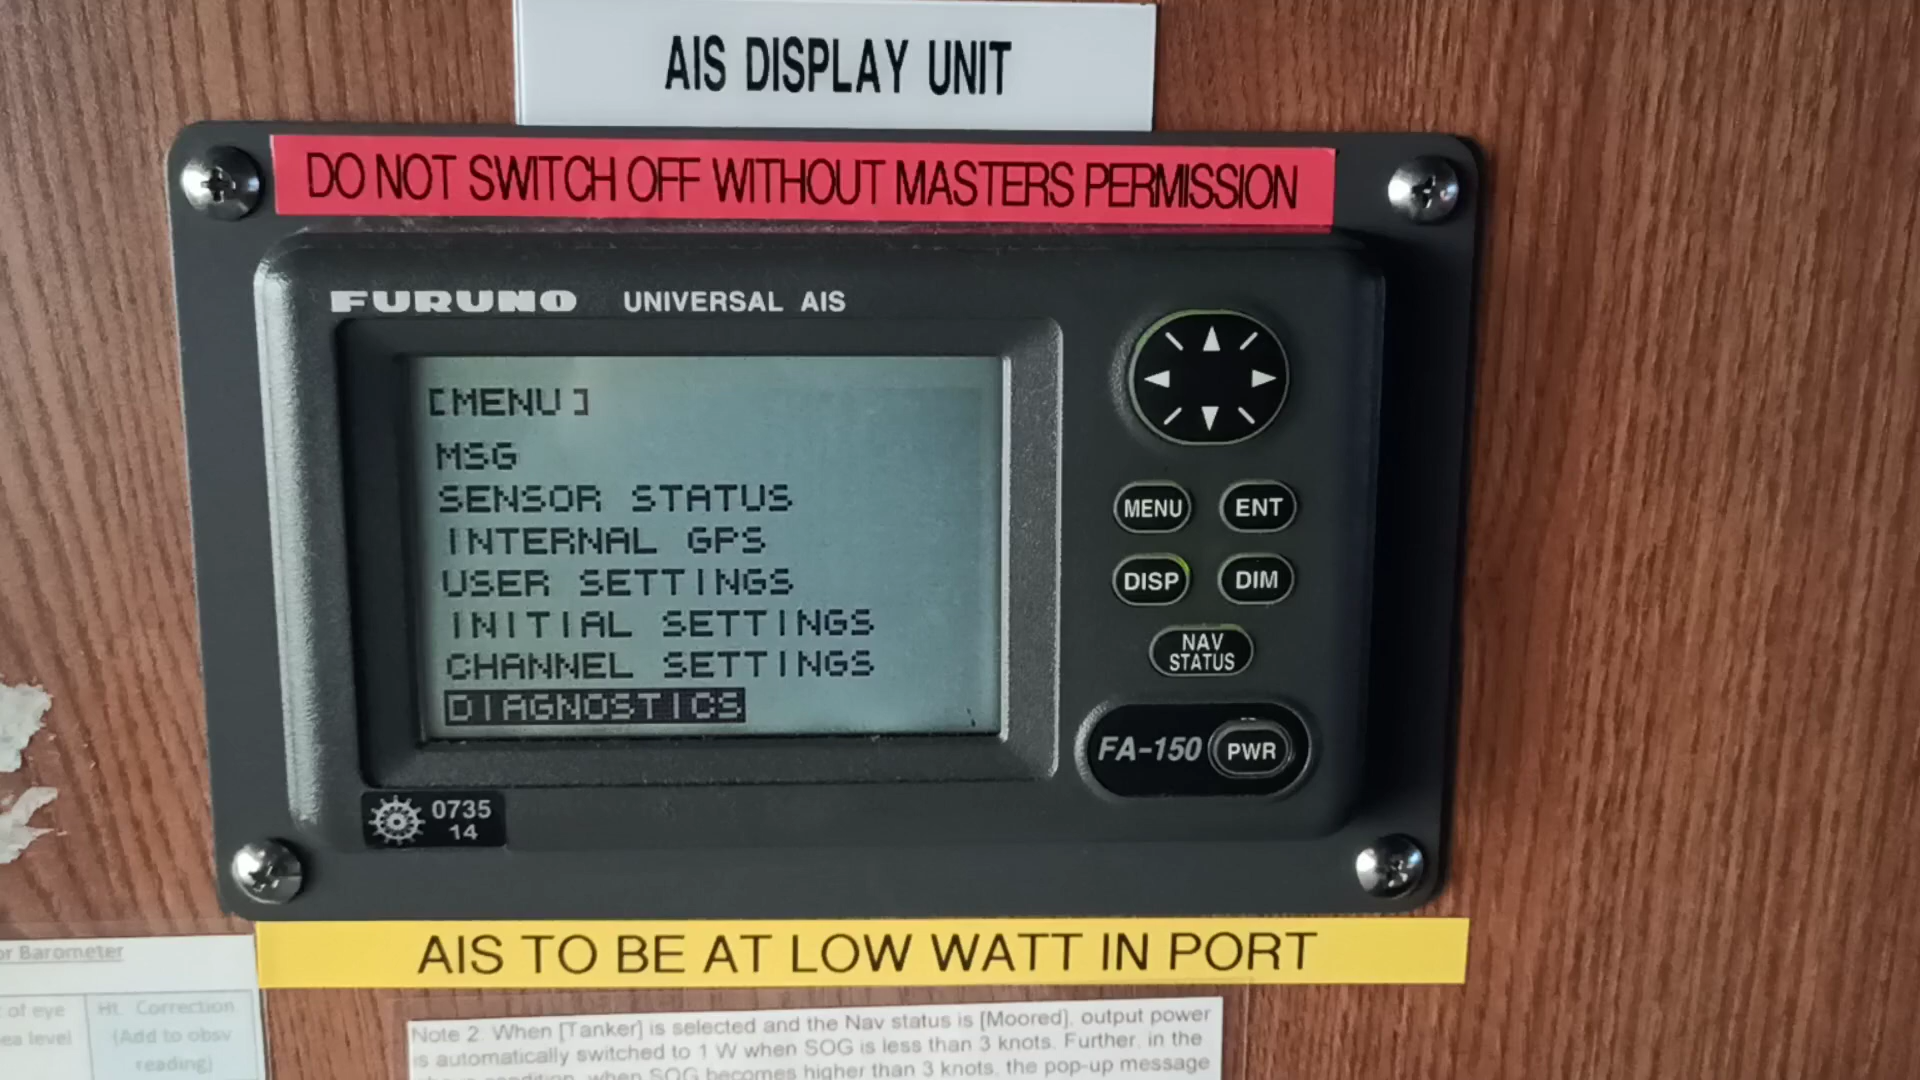 AIS DISPLAY UNIT
DO NOT SWITCH OFF WITHOUT MASTERS PERMISSION
FURUNO UNIVERSAL AIS
[MENU]
MSG
SENSOR STATUS
INTERNAL GPS
USER SETTINGS
INITIAL SETTINGS
CHANNEL SETTINGS
DIAGNOSTICS
MENU ENT
DISP DIM
NAV
STATUS
FA-150 PWR
0735
14
AIS TO BE AT LOW WATT IN PORT
or Barometer
of eye
ea level
Ht. Correction
(Add to obsv
reading)
Note 2. When [Tanker] is selected and the Nav status is [Moored], output power
is automatically switched to 1 W when SOG is less than 3 knots. Further, in the
condition, when SOG becomes higher than 3 knots, the pop-up message